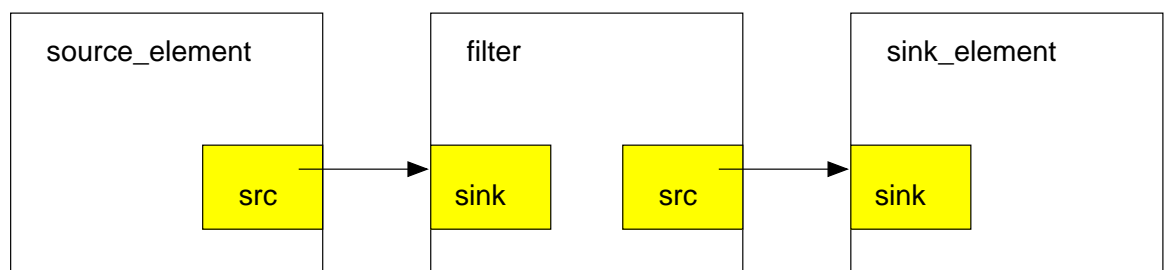 source_element
filter
sink_element
src
sink
src
sink